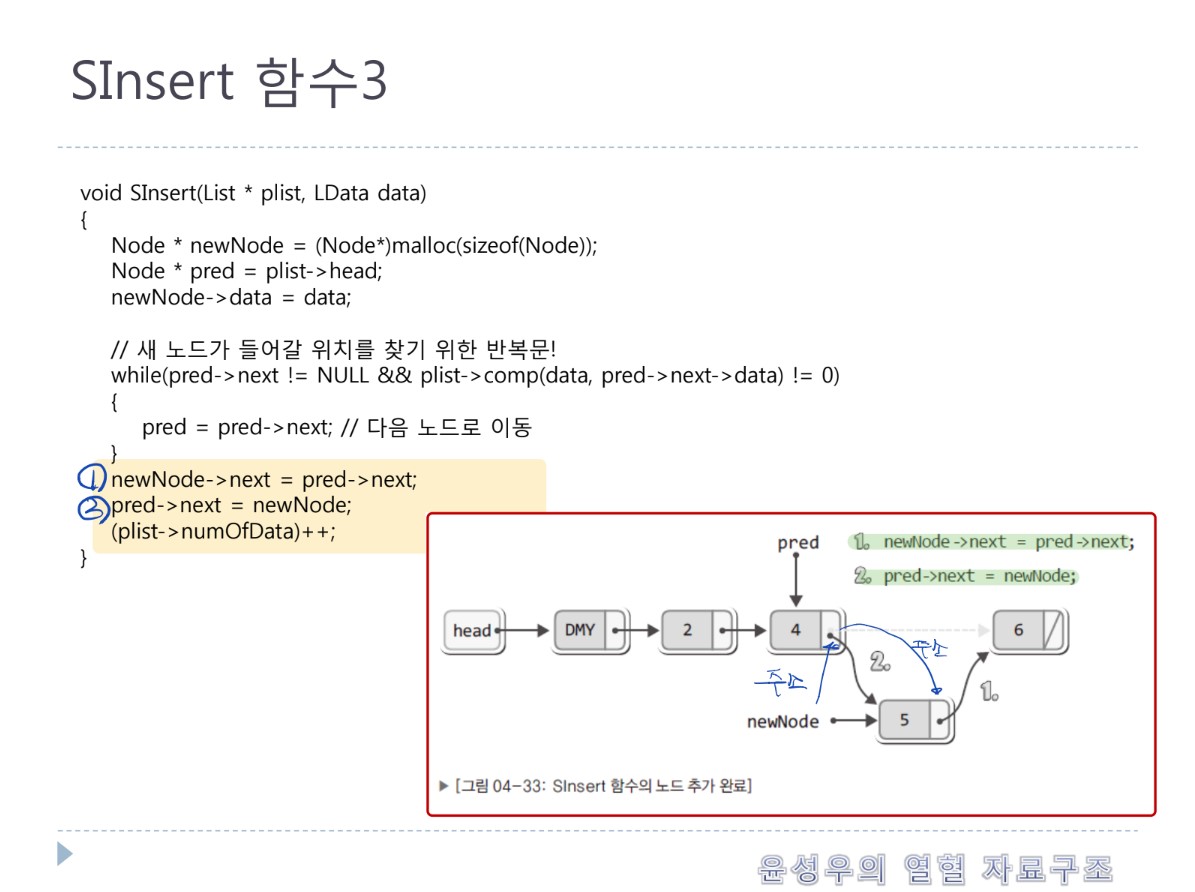 SInsert 함수3
void SInsert(List * plist, LData data)
{
Node * newNode = (Node*)malloc(sizeof(Node));
Node * pred = plist->head;
newNode->data = data;
// 새 노드가 들어갈 위치를 찾기 위한 반복문!
while(pred->next != NULL && plist->comp(data, pred->next->data) != 0)
{
pred = pred->next; // 다음 노드로 이동
}
① newNode->next = pred->next;
② pred->next = newNode;
(plist->numOfData)++;
}
pred
1. newNode->next = pred->next;
2. pred->next = newNode;
head DMY 2 4 6
주소
2.
주소
1.
newNode 5
▶ [그림 04-33: SInsert 함수의 노드 추가 완료]
윤성우의 열혈 자료구조